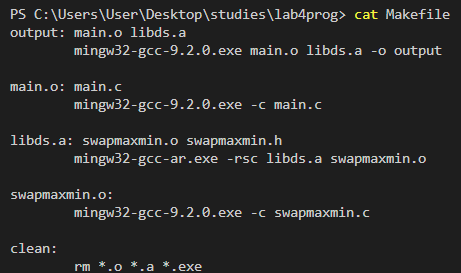 PS C:\Users\User\Desktop\studies\lab4prog> cat Makefile
output: main.o libds.a
        mingw32-gcc-9.2.0.exe main.o libds.a -o output

main.o: main.c
        mingw32-gcc-9.2.0.exe -c main.c

libds.a: swapmaxmin.o swapmaxmin.h
        mingw32-gcc-ar.exe -rsc libds.a swapmaxmin.o

swapmaxmin.o:
        mingw32-gcc-9.2.0.exe -c swapmaxmin.c

clean:
        rm *.o *.a *.exe